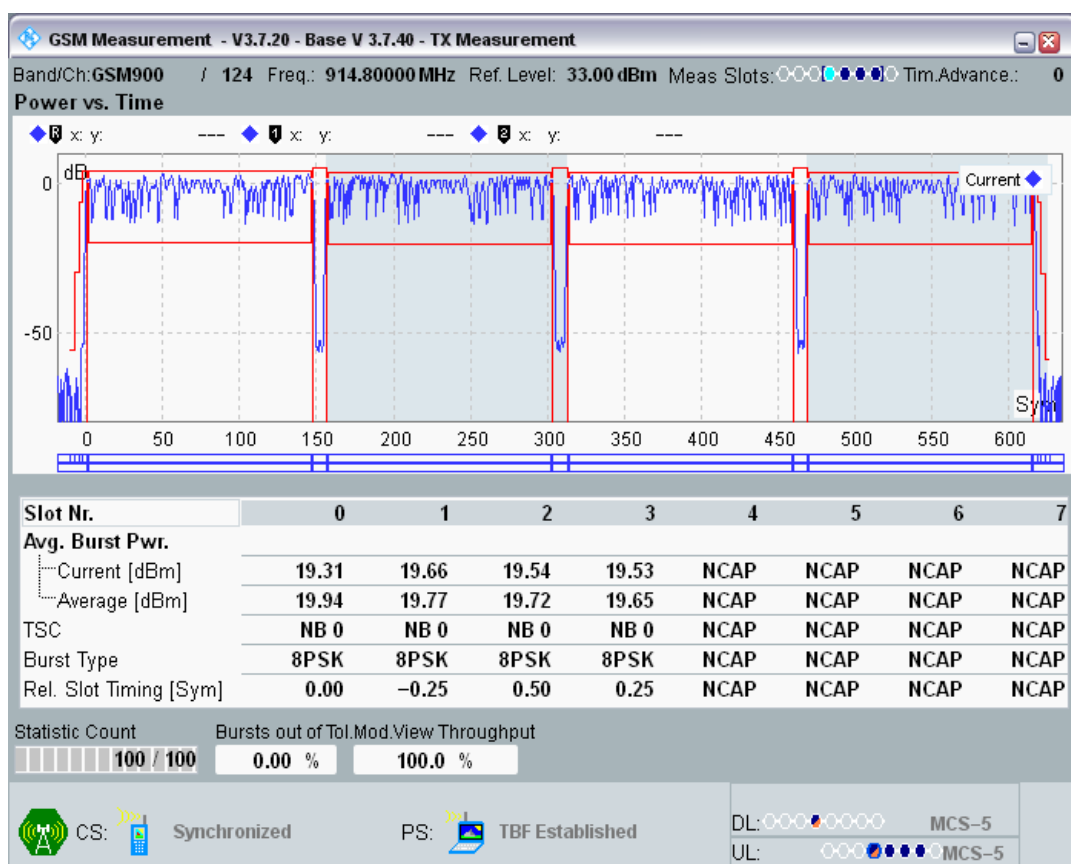 GSM Measurement - V3.7.20 - Base V 3.7.40 - TX Measurement
Band/Ch:GSM900 / 124 Freq.: 914.80000 MHz Ref. Level: 33.00 dBm Meas Slots: Tim.Advance.: 0
Power vs. Time
R x: y: --- 1 x: y: --- 2 x: y: ---
dB
Current
0
-50
Sym
0 50 100 150 200 250 300 350 400 450 500 550 600
Slot Nr. 0 1 2 3 4 5 6 7
Avg. Burst Pwr.
Current [dBm] 19.31 19.66 19.54 19.53 NCAP NCAP NCAP NCAP
Average [dBm] 19.94 19.77 19.72 19.65 NCAP NCAP NCAP NCAP
TSC NB 0 NB 0 NB 0 NB 0 NCAP NCAP NCAP NCAP
Burst Type 8PSK 8PSK 8PSK 8PSK NCAP NCAP NCAP NCAP
Rel. Slot Timing [Sym] 0.00 −0.25 0.50 0.25 NCAP NCAP NCAP NCAP
Statistic Count Bursts out of Tol.Mod.View Throughput
100 / 100 0.00 % 100.0 %
CS: Synchronized PS: TBF Established
DL: MCS−5
UL: MCS−5